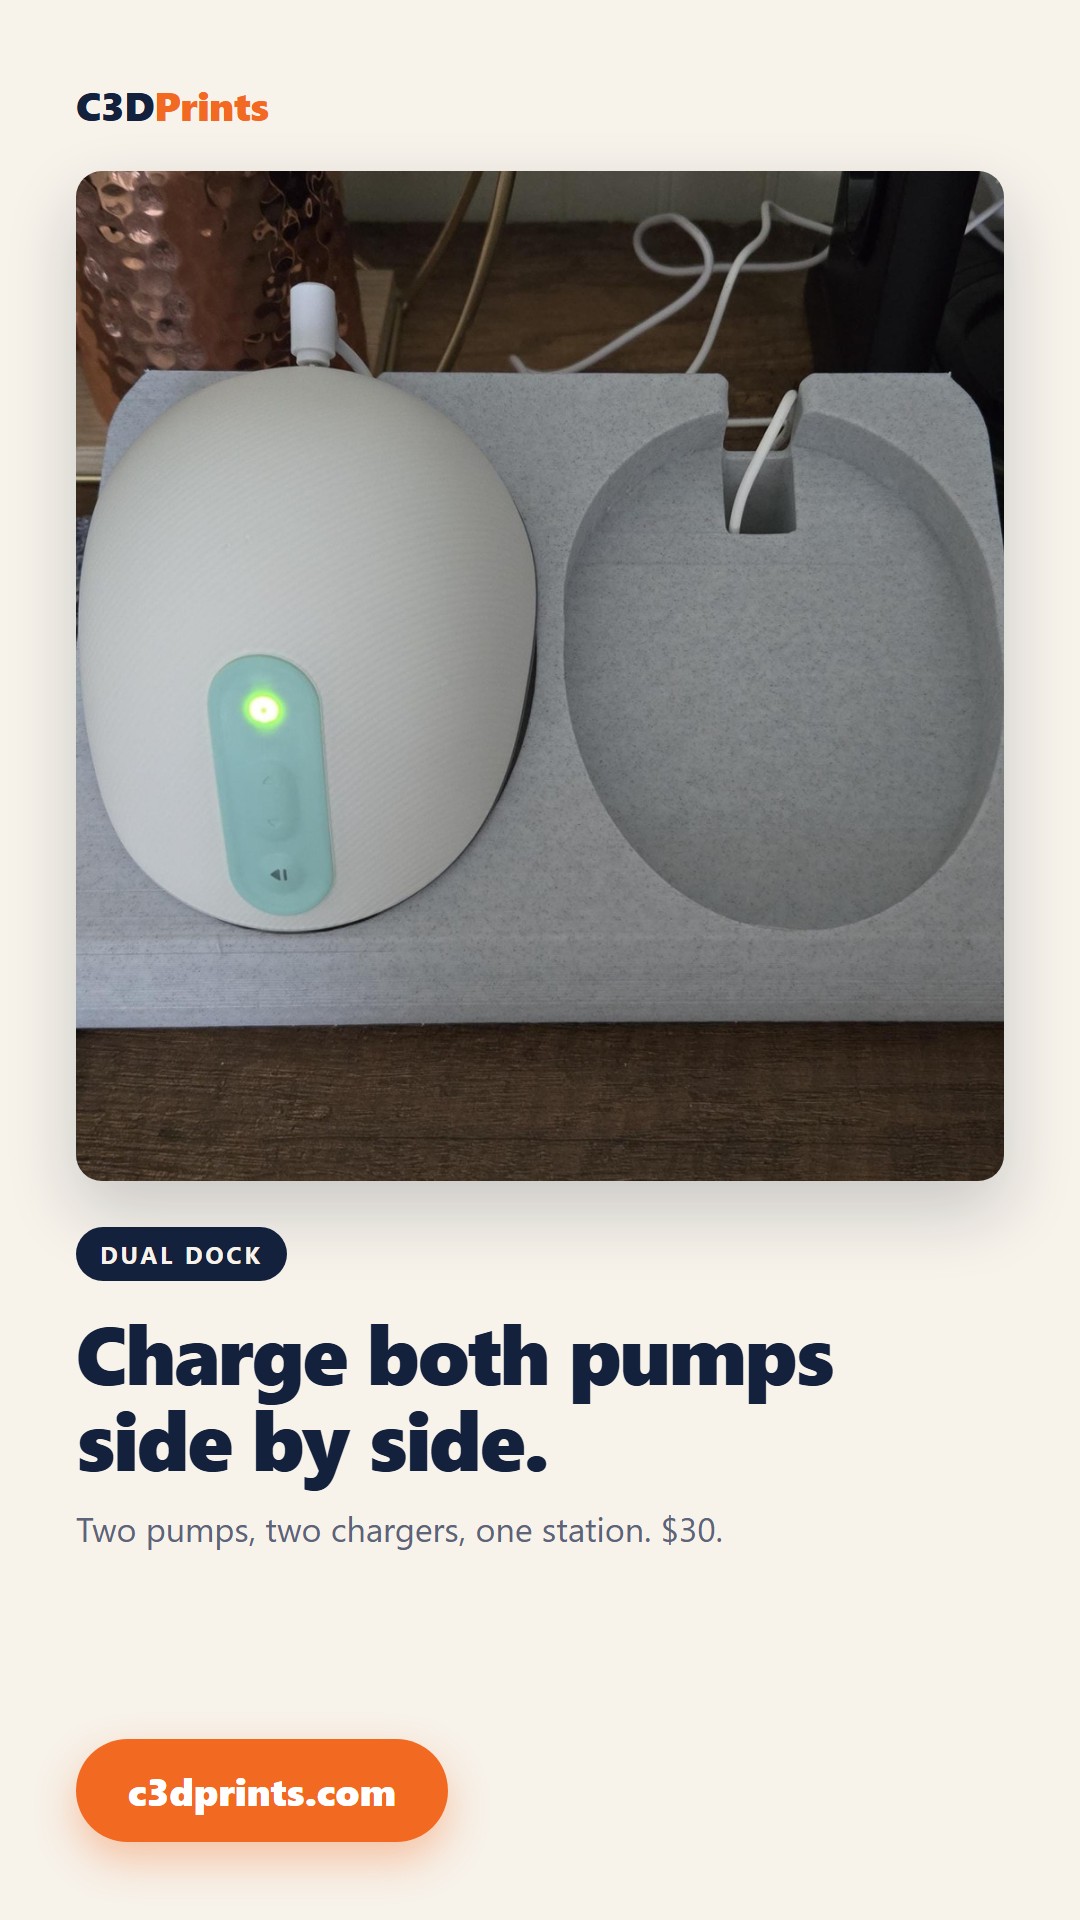 C3DPrints
DUAL DOCK
Charge both pumps
side by side.
Two pumps, two chargers, one station. $30.
c3dprints.com